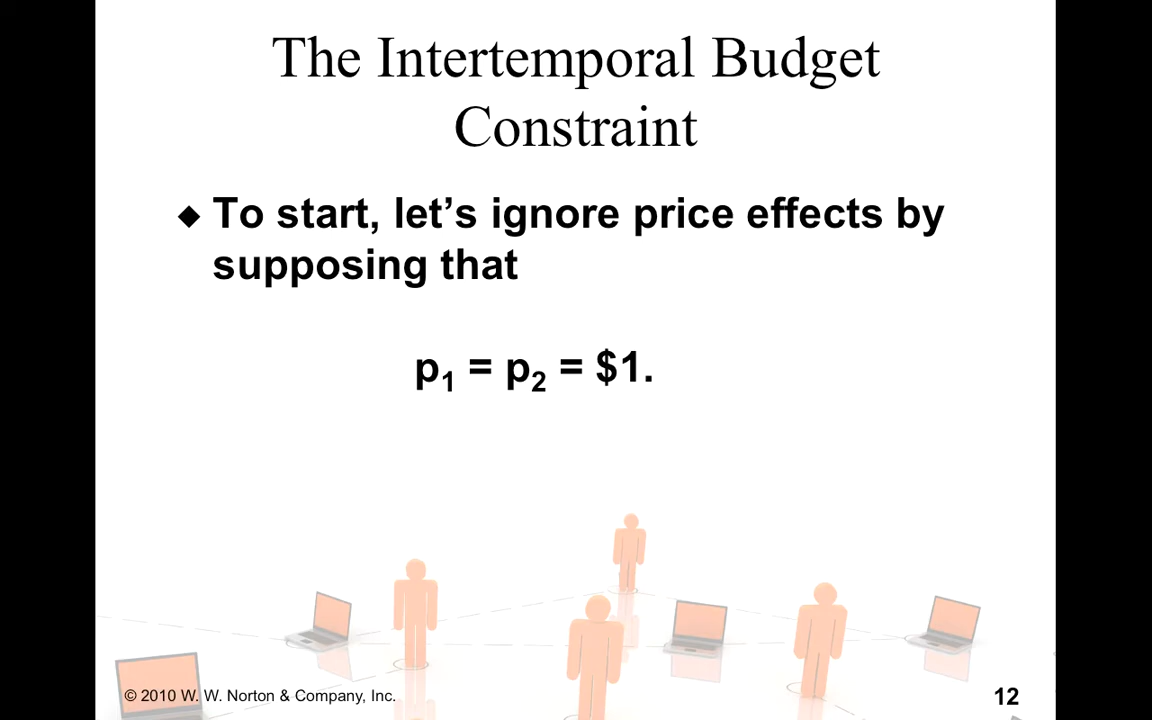 The Intertemporal Budget
Constraint
◆ To start, let’s ignore price effects by
supposing that
p₁ = p₂ = $1.
© 2010 W. W. Norton & Company, Inc.
12